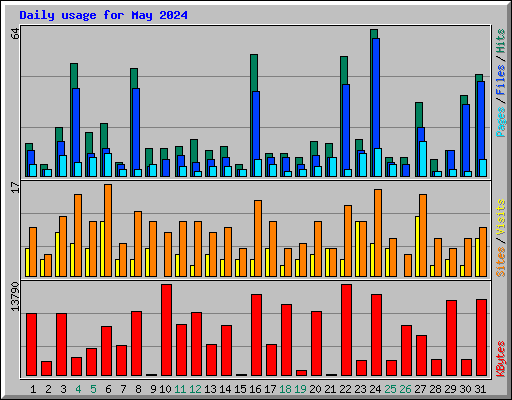 Daily usage for May 2024
64
17
13790
Pages / Files / Hits
Sites / Visits
KBytes
1 2 3 4 5 6 7 8 9 10 11 12 13 14 15 16 17 18 19 20 21 22 23 24 25 26 27 28 29 30 31